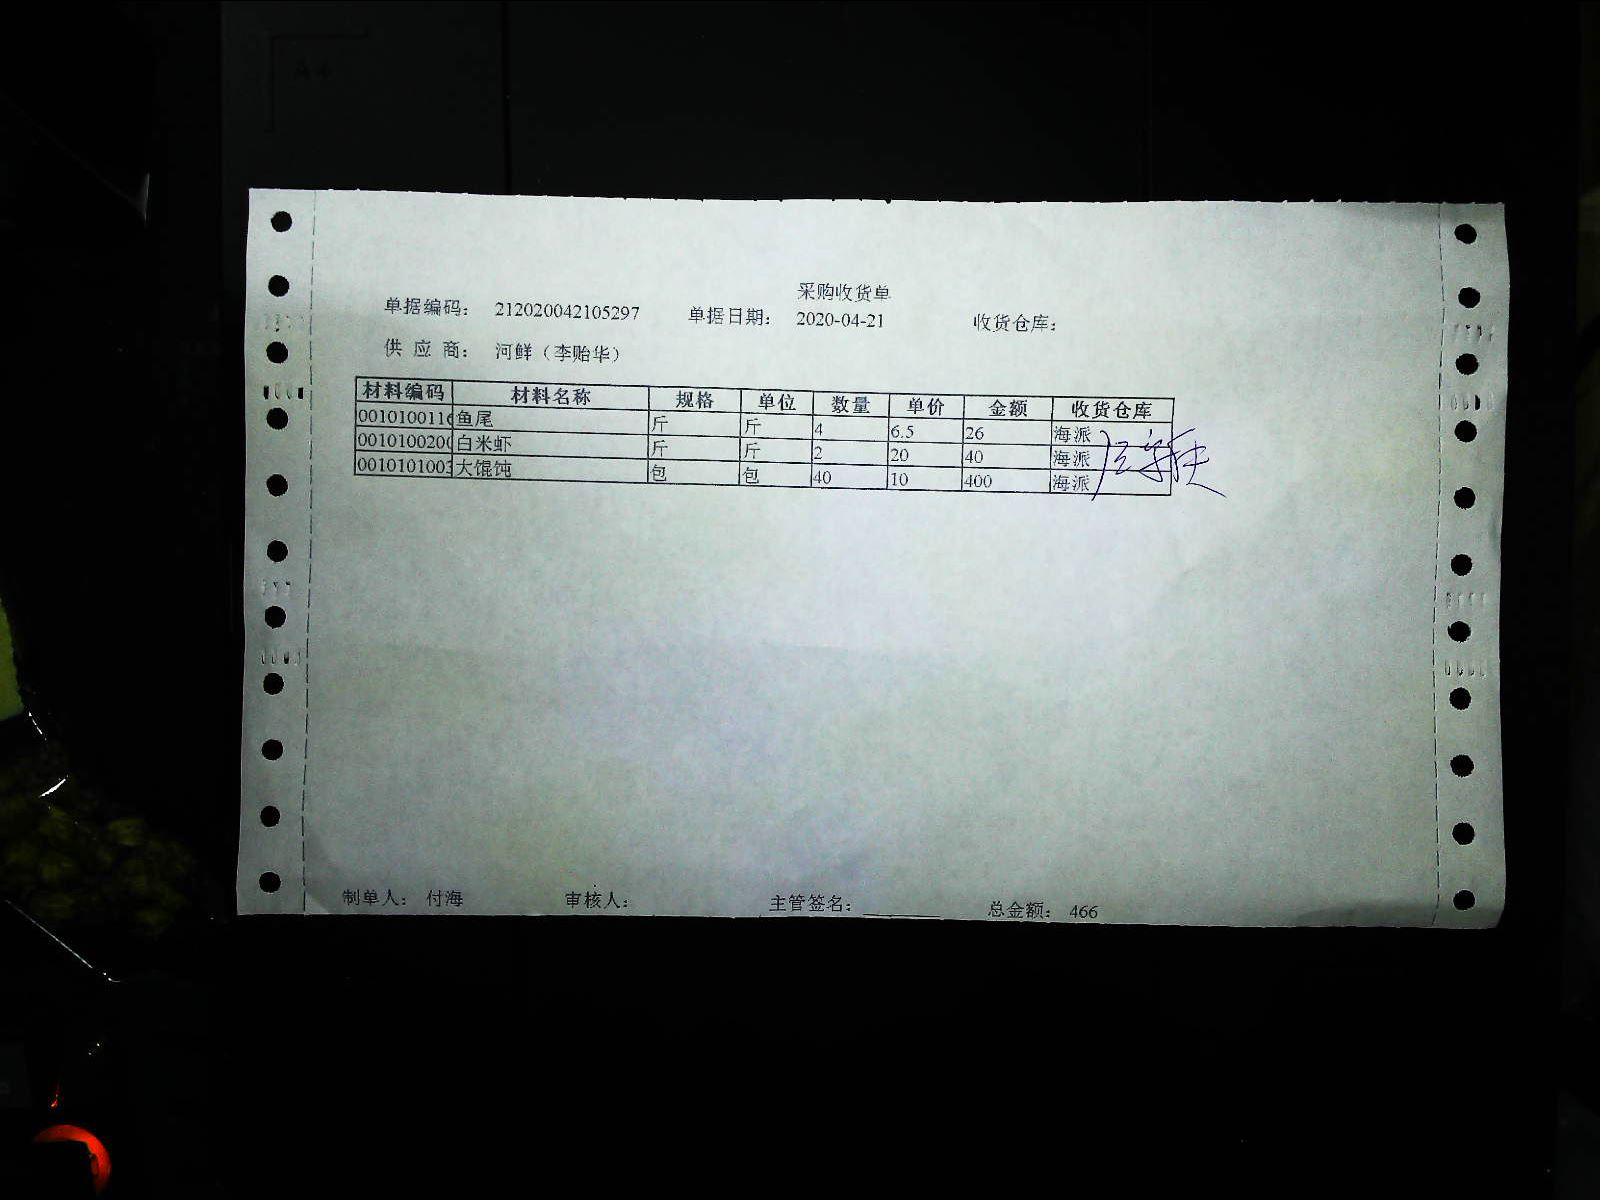 采购收货单
单据编码： 212020042105297 单据日期： 2020-04-21 收货仓库：
供 应 商： 河鲜（李贻华）
材料编码 材料名称 规格 单位 数量 单价 金额 收货仓库
001010011 鱼尾 斤 斤 4 6.5 26 海派
001010020 白米虾 斤 斤 2 20 40 海派
001010100 大馄饨 包 包 40 10 400 海派
制单人： 付海 审核人： 主管签名： 总金额： 466